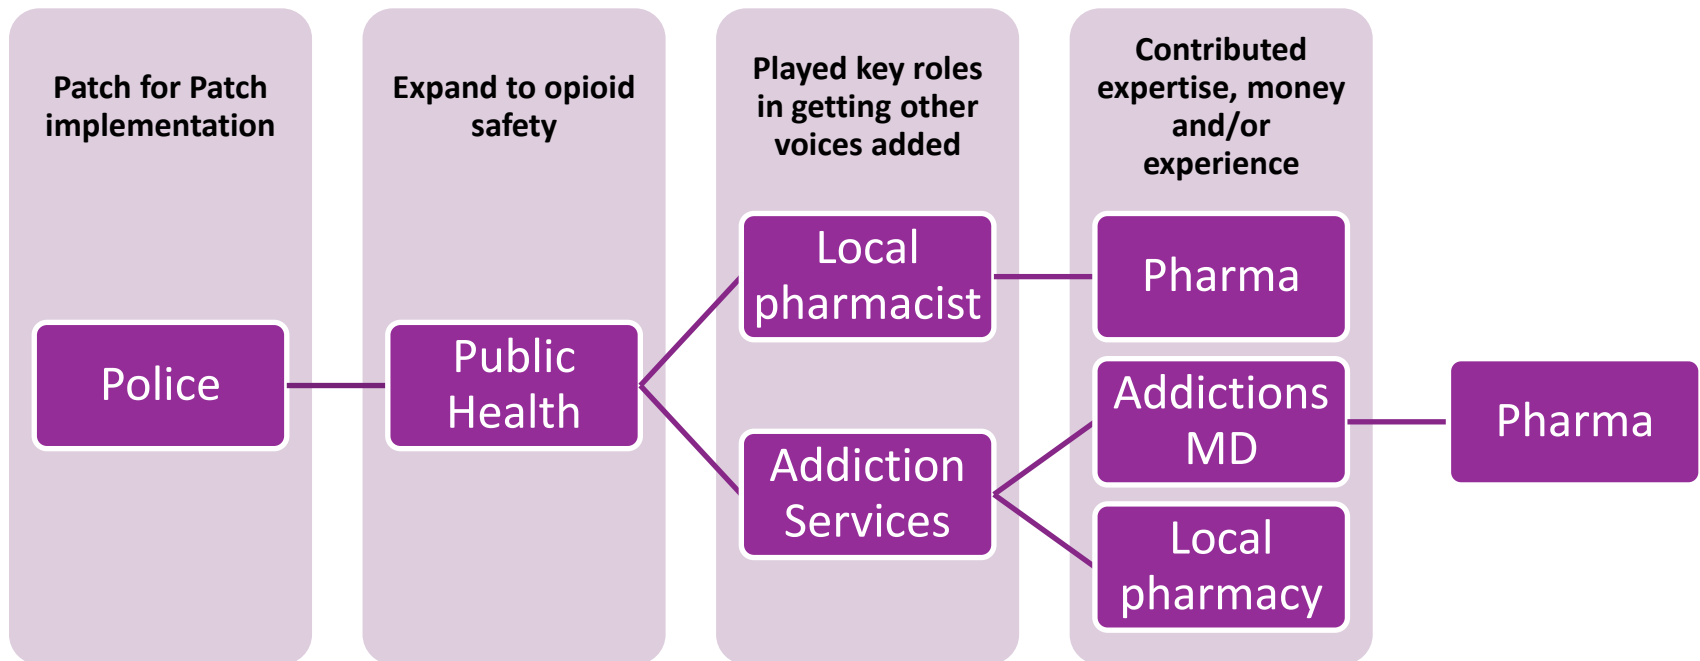 Patch for Patch
implementation
Police
Expand to opioid
safety
Public
Health
Played key roles
in getting other
voices added
Local
pharmacist
Addiction
Services
Contributed
expertise, money
and/or
experience
Pharma
Addictions
MD
Local
pharmacy
Pharma